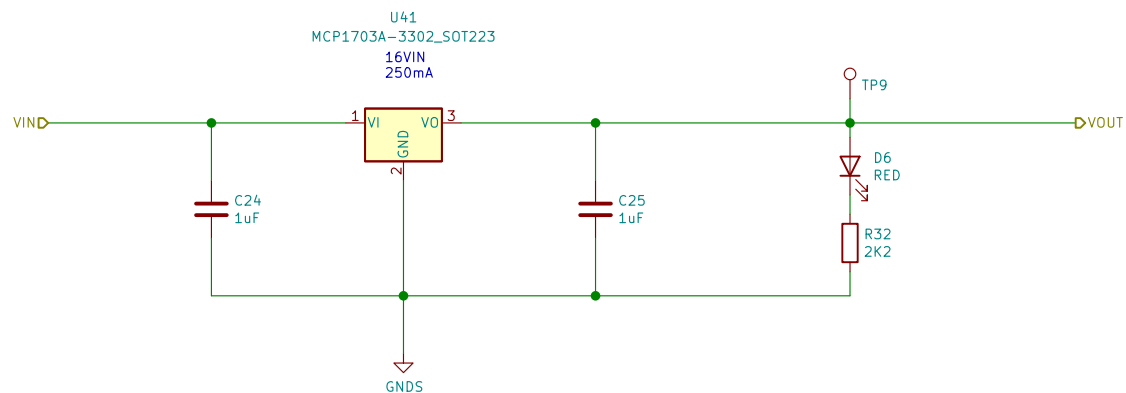 U41
MCP1703A-3302_SOT223
16VIN
250mA
TP9
VIN
1
VI
VO
3
VOUT
GND
2
D6
RED
C24
1uF
C25
1uF
R32
2K2
GNDS